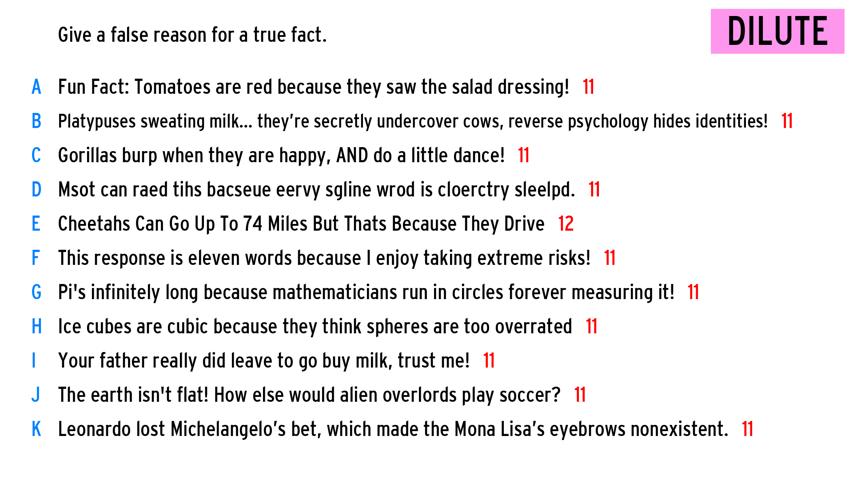 Give a false reason for a true fact.
DILUTE
A Fun Fact: Tomatoes are red because they saw the salad dressing! 11
B Platypuses sweating milk... they're secretly undercover cows, reverse psychology hides identities! 11
C Gorillas burp when they are happy, AND do a little dance! 11
D Msot can raed tihs bacseue eervy sgline wrod is cloerctry sleelpd. 11
E Cheetahs Can Go Up To 74 Miles But Thats Because They Drive 12
F This response is eleven words because I enjoy taking extreme risks! 11
G Pi's infinitely long because mathematicians run in circles forever measuring it! 11
H Ice cubes are cubic because they think spheres are too overrated 11
I Your father really did leave to go buy milk, trust me! 11
J The earth isn't flat! How else would alien overlords play soccer? 11
K Leonardo lost Michelangelo’s bet, which made the Mona Lisa’s eyebrows nonexistent. 11